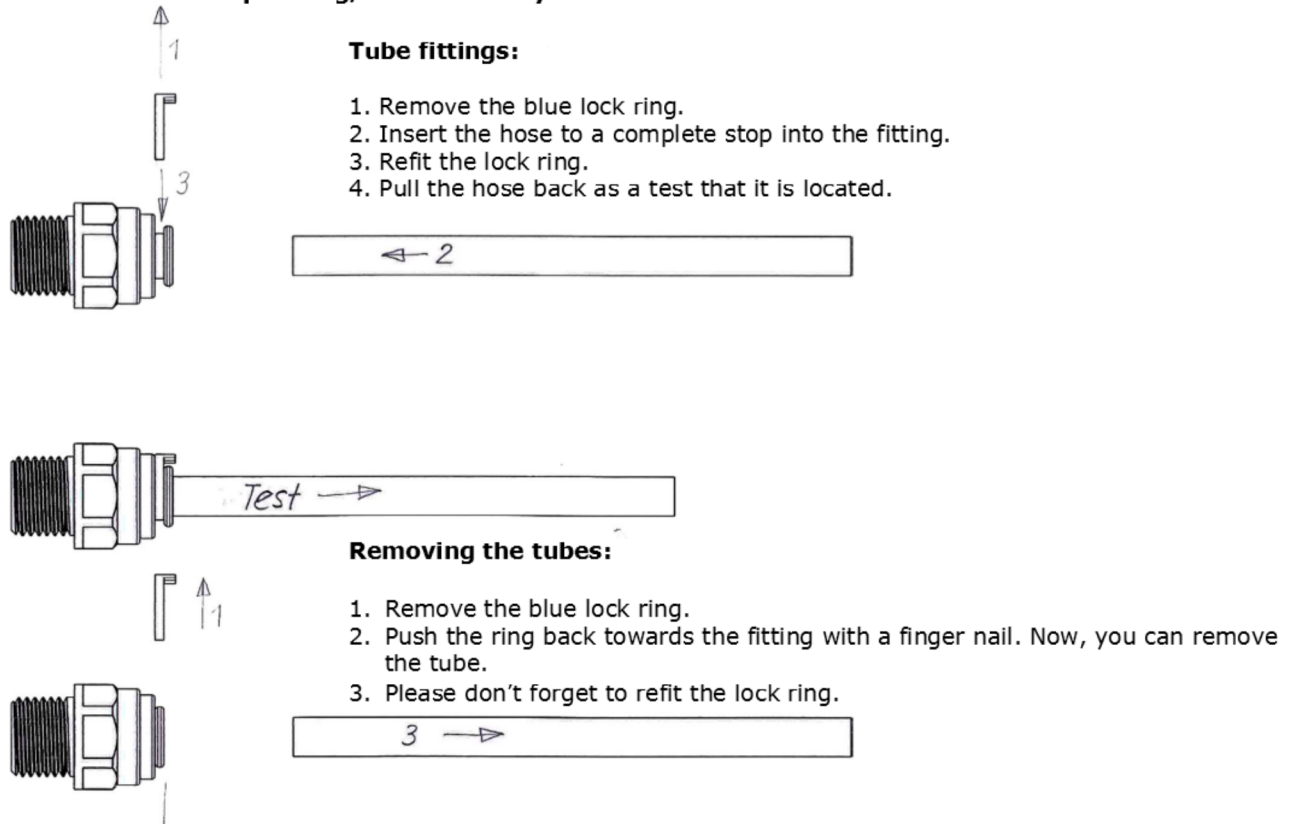 1
Tube fittings:
1. Remove the blue lock ring.
2. Insert the hose to a complete stop into the fitting.
3. Refit the lock ring.
3
4. Pull the hose back as a test that it is located.
2
Test
Removing the tubes:
1
1. Remove the blue lock ring.
2. Push the ring back towards the fitting with a finger nail. Now, you can remove
the tube.
3. Please don’t forget to refit the lock ring.
3